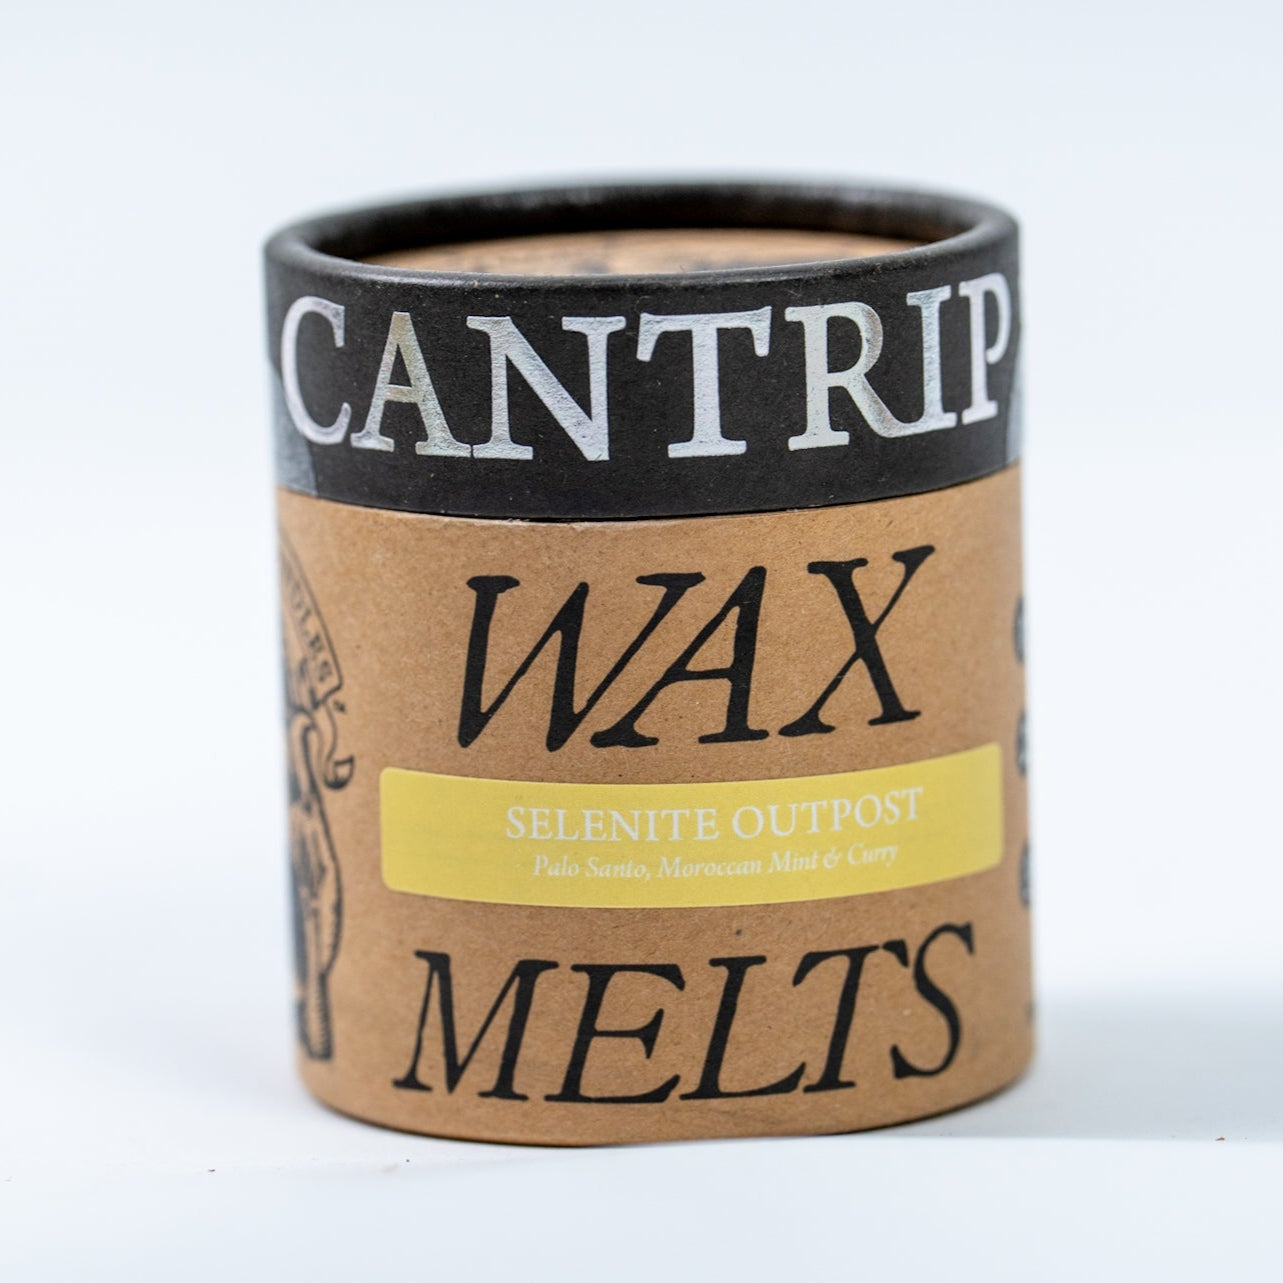 CANTRIP
WAX
SELENITE OUTPOST
Palo Santo, Moroccan Mint & Curry
MELTS